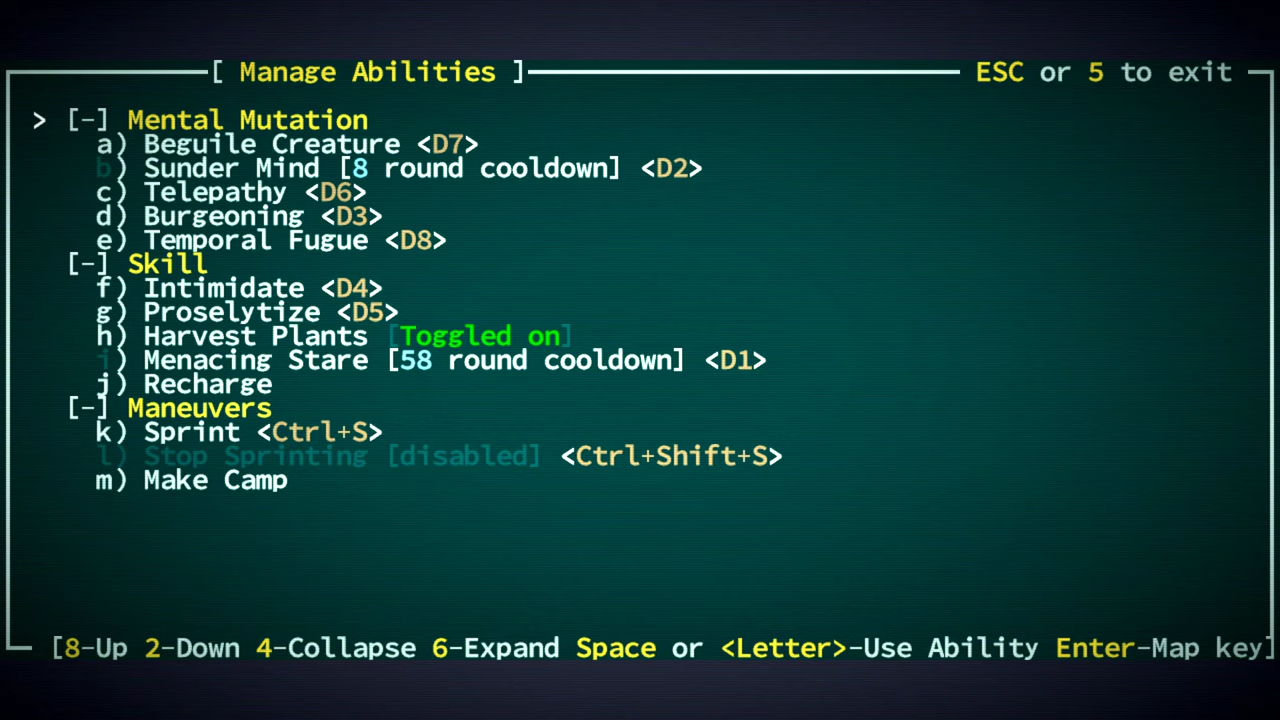 [ Manage Abilities ] ESC or 5 to exit
> [-] Mental Mutation
a) Beguile Creature <D7>
b) Sunder Mind [8 round cooldown] <D2>
c) Telepathy <D6>
d) Burgeoning <D3>
e) Temporal Fugue <D8>
[-] Skill
f) Intimidate <D4>
g) Proselytize <D5>
h) Harvest Plants [Toggled on]
i) Menacing Stare [58 round cooldown] <D1>
j) Recharge
[-] Maneuvers
k) Sprint <Ctrl+S>
l) Stop Sprinting [disabled] <Ctrl+Shift+S>
m) Make Camp
[8-Up 2-Down 4-Collapse 6-Expand Space or <Letter>-Use Ability Enter-Map key]